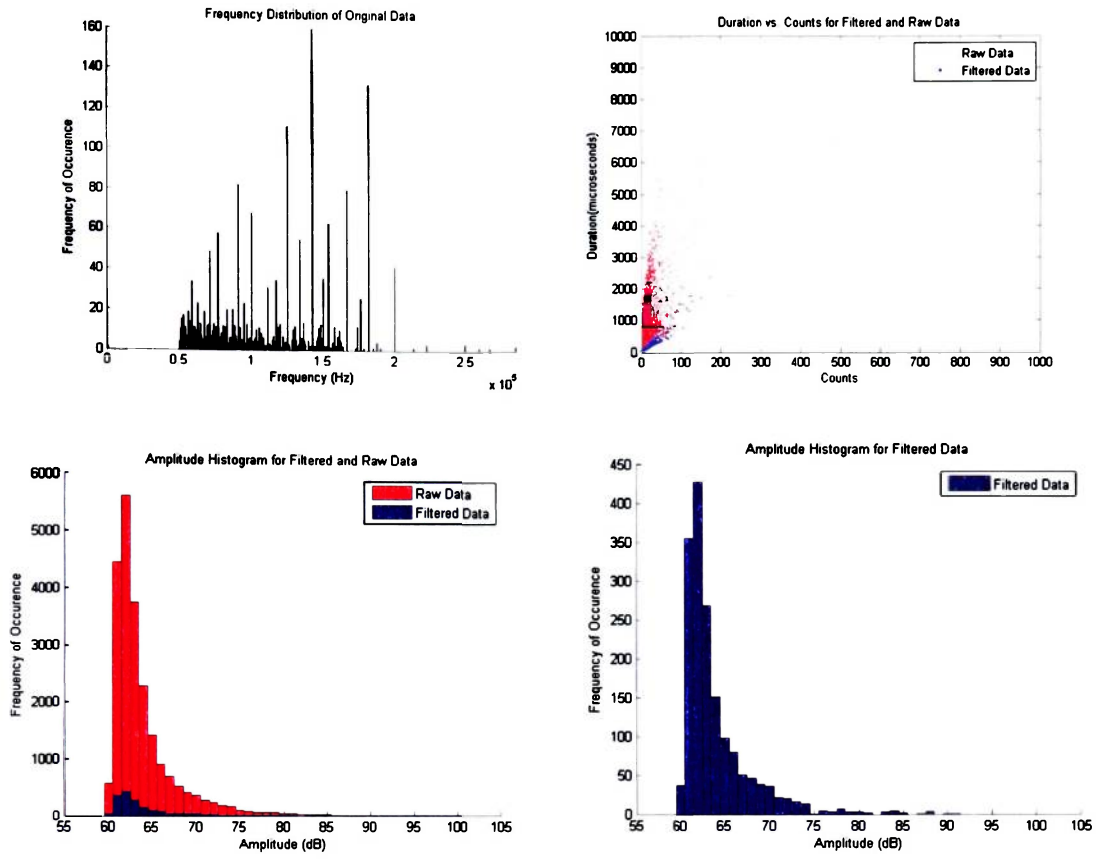 Frequency Distribution of Original Data
160
140
120
100
80
60
40
20
0
Frequency of Occurence
0 0 5 1 1 5 2 2 5
x 10^5
Frequency (Hz)
Duration vs. Counts for Filtered and Raw Data
Raw Data
Filtered Data
10000
9000
8000
7000
6000
5000
4000
3000
2000
1000
0
Duration(microseconds)
0 100 200 300 400 500 600 700 800 900 1000
Counts
Amplitude Histogram for Filtered and Raw Data
Raw Data
Filtered Data
6000
5000
4000
3000
2000
1000
0
Frequency of Occurence
55 60 65 70 75 80 85 90 95 100 105
Amplitude (dB)
Amplitude Histogram for Filtered Data
Filtered Data
450
400
350
300
250
200
150
100
50
0
Frequency of Occurence
55 60 65 70 75 80 85 90 95 100 105
Amplitude (dB)